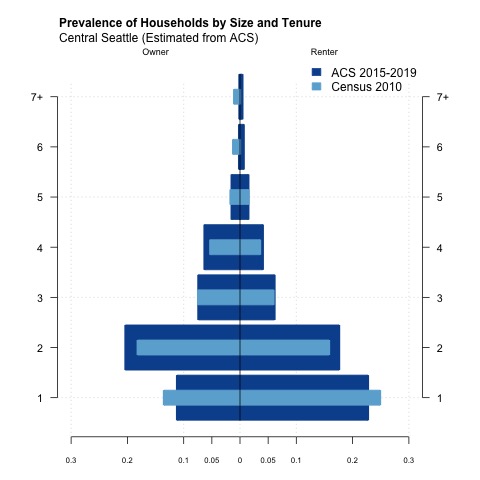 Prevalence of Households by Size and Tenure
Central Seattle (Estimated from ACS)
Owner Renter
ACS 2015-2019
Census 2010
7+ 7+
6 6
5 5
4 4
3 3
2 2
1 1
0.3 0.2 0.1 0.05 0 0.05 0.1 0.2 0.3